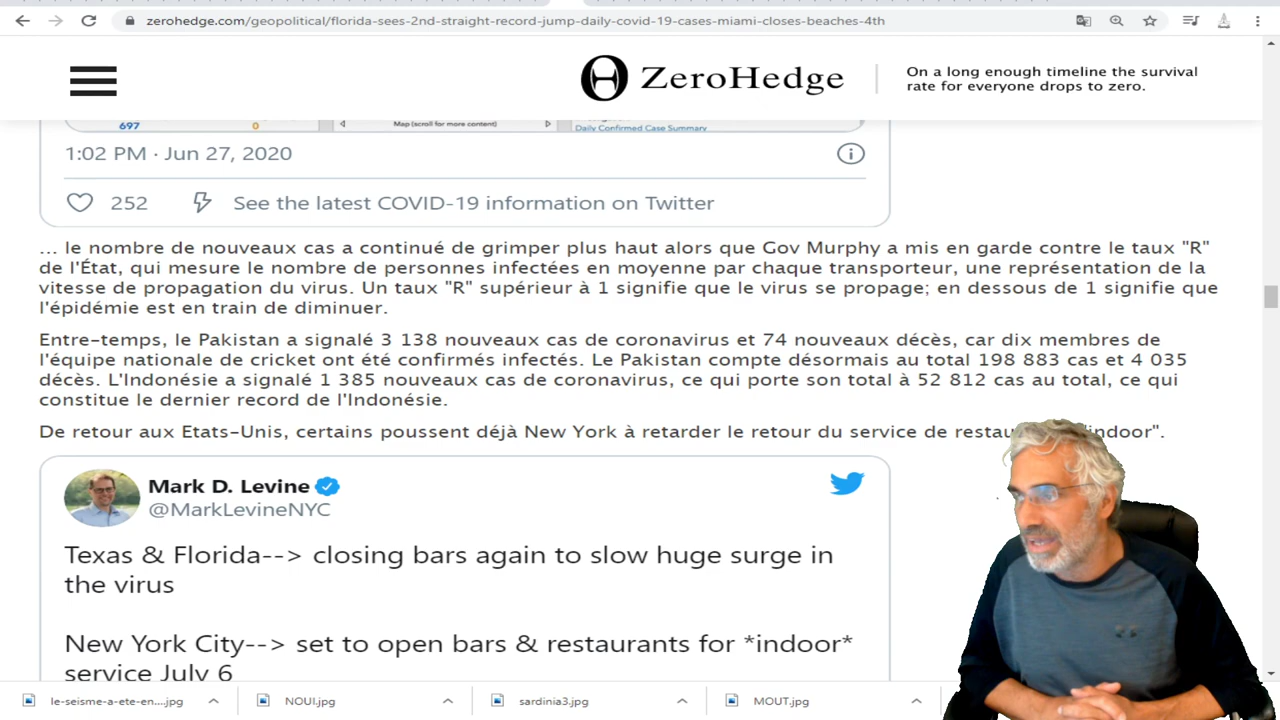 zerohedge.com/geopolitical/florida-sees-2nd-straight-record-jump-daily-covid-19-cases-miami-closes-beaches-4th
ZeroHedge
On a long enough timeline the survival
rate for everyone drops to zero.
697
0
Map (scroll for more content)
Daily Confirmed Case Summary
1:02 PM · Jun 27, 2020
252
See the latest COVID-19 information on Twitter
... le nombre de nouveaux cas a continué de grimper plus haut alors que Gov Murphy a mis en garde contre le taux "R"
de l'État, qui mesure le nombre de personnes infectées en moyenne par chaque transporteur, une représentation de la
vitesse de propagation du virus. Un taux "R" supérieur à 1 signifie que le virus se propage; en dessous de 1 signifie que
l'épidémie est en train de diminuer.
Entre-temps, le Pakistan a signalé 3 138 nouveaux cas de coronavirus et 74 nouveaux décès, car dix membres de
l'équipe nationale de cricket ont été confirmés infectés. Le Pakistan compte désormais au total 198 883 cas et 4 035
décès. L'Indonésie a signalé 1 385 nouveaux cas de coronavirus, ce qui porte son total à 52 812 cas au total, ce qui
constitue le dernier record de l'Indonésie.
De retour aux Etats-Unis, certains poussent déjà New York à retarder le retour du service de indoor".
Mark D. Levine
@MarkLevineNYC
Texas & Florida--> closing bars again to slow huge surge in
the virus
New York City--> set to open bars & restaurants for *indoor*
service July 6
le-seisme-a-ete-en....jpg
NOUI.jpg
sardinia3.jpg
MOUT.jpg